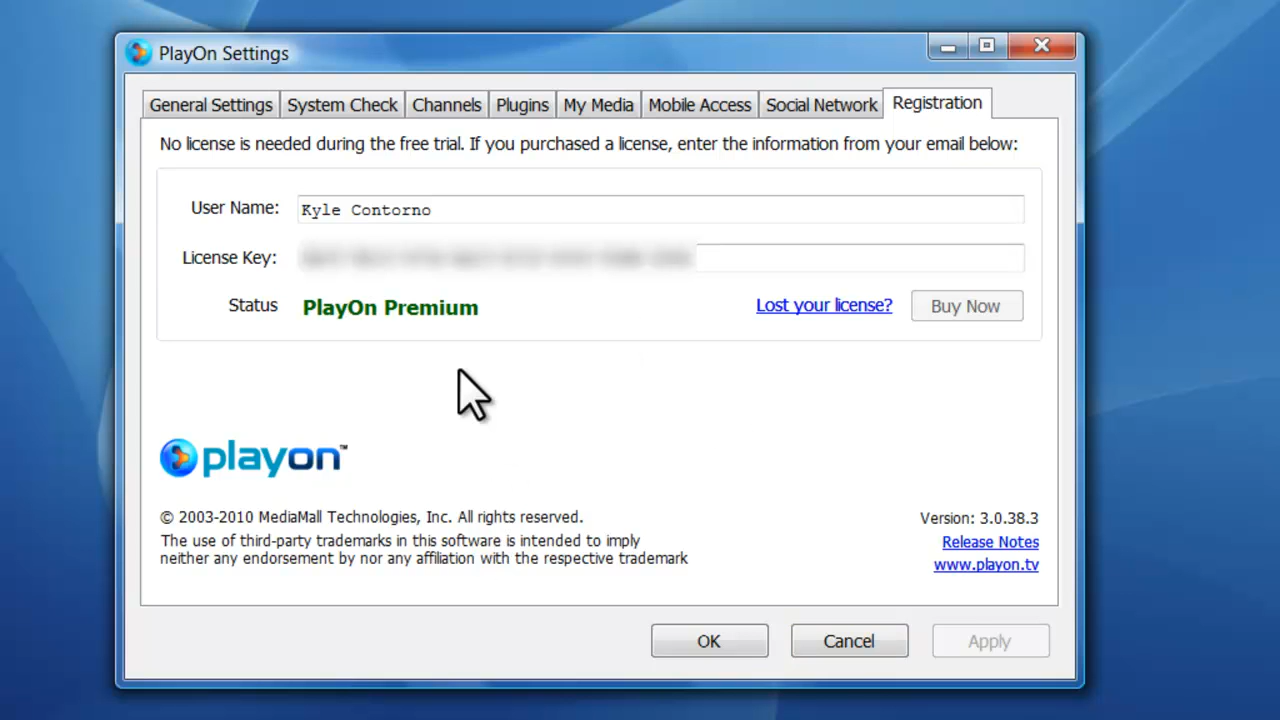 PlayOn Settings
General Settings System Check Channels Plugins My Media Mobile Access Social Network Registration
No license is needed during the free trial. If you purchased a license, enter the information from your email below:
User Name: Kyle Contorno
License Key:
Status PlayOn Premium Lost your license? Buy Now
playon™
© 2003-2010 MediaMall Technologies, Inc. All rights reserved.
The use of third-party trademarks in this software is intended to imply
neither any endorsement by nor any affiliation with the respective trademark
Version: 3.0.38.3
Release Notes
www.playon.tv
OK Cancel Apply